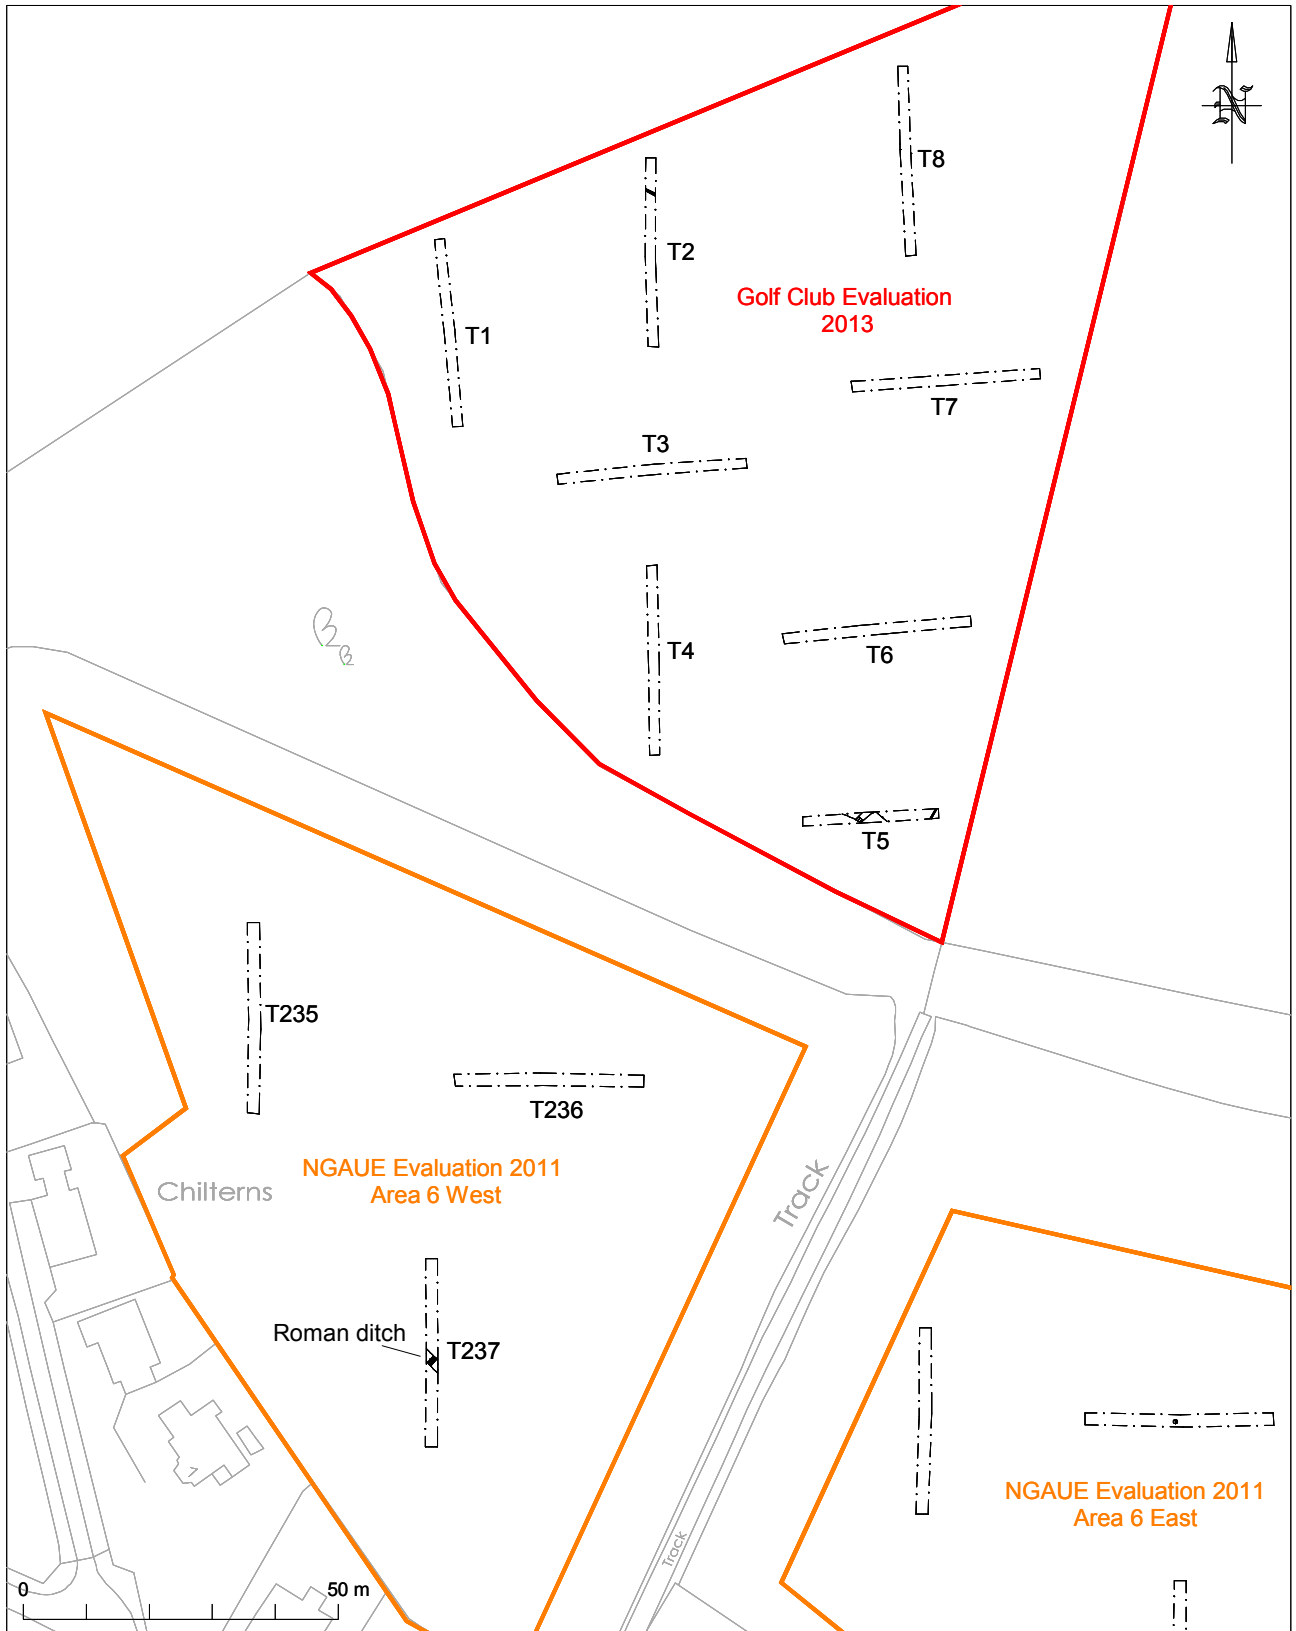 N
T8
T2
Golf Club Evaluation
2013
T1
T7
T3
T4
T6
T5
T235
T236
NGAUE Evaluation 2011
Area 6 West
Chilterns
Track
Roman ditch
T237
NGAUE Evaluation 2011
Area 6 East
Track
0 50 m